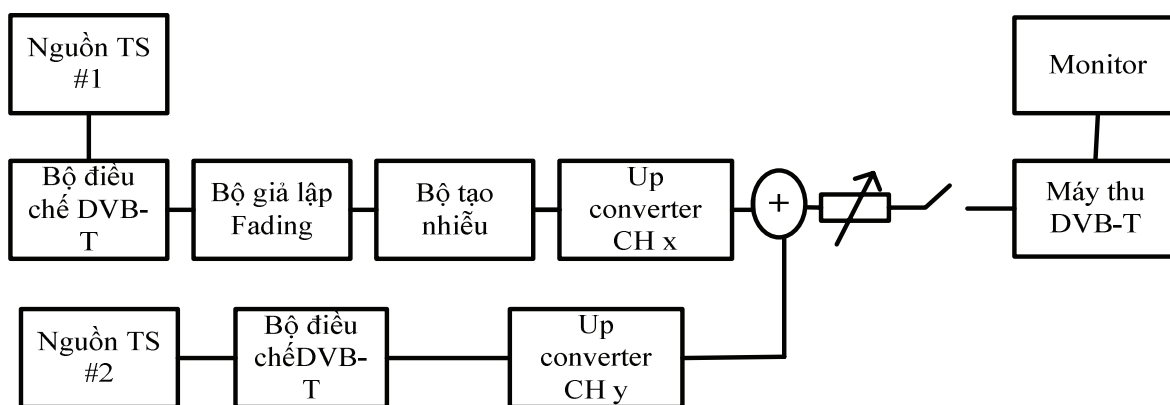 Nguồn TS
#1
Monitor
Bộ điều
chế DVB-
T
Bộ giả lập
Fading
Bộ tạo
nhiễu
Up
converter
CH x
+
Máy thu
DVB-T
Nguồn TS
#2
Bộ điều
chếDVB-
T
Up
converter
CH y